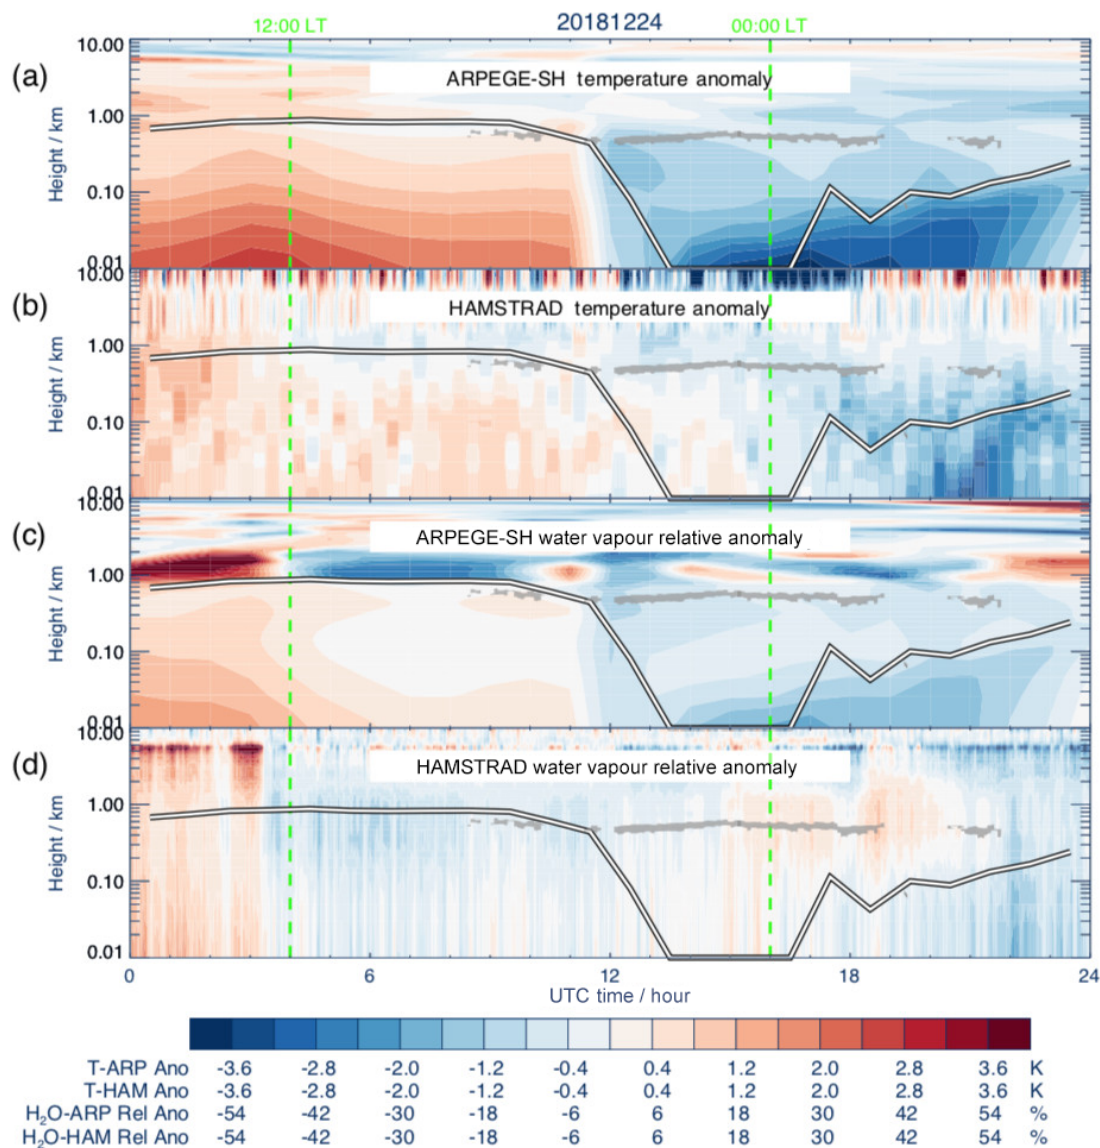 12:00 LT 20181224 00:00 LT
(a)
ARPEGE-SH temperature anomaly
10.00
1.00
0.10
0.01
Height / km
(b)
HAMSTRAD temperature anomaly
10.00
1.00
0.10
0.01
Height / km
(c)
ARPEGE-SH water vapour relative anomaly
10.00
1.00
0.10
0.01
Height / km
(d)
HAMSTRAD water vapour relative anomaly
10.00
1.00
0.10
0.01
Height / km
0 6 12 18 24
UTC time / hour
T-ARP Ano -3.6 -2.8 -2.0 -1.2 -0.4 0.4 1.2 2.0 2.8 3.6 K
T-HAM Ano -3.6 -2.8 -2.0 -1.2 -0.4 0.4 1.2 2.0 2.8 3.6 K
H₂O-ARP Rel Ano -54 -42 -30 -18 -6 6 18 30 42 54 %
H₂O-HAM Rel Ano -54 -42 -30 -18 -6 6 18 30 42 54 %